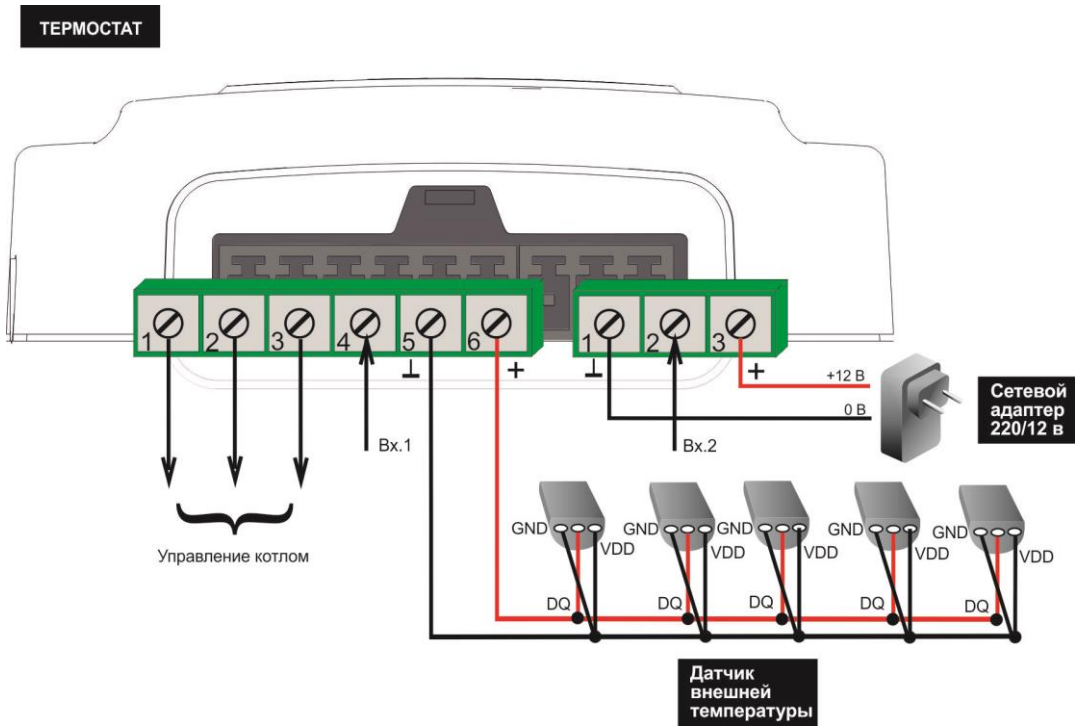 ТЕРМОСТАТ
1 2 3 4 5 6
1 2 3
⊥ +
⊥ +
+12 В
0 В
Сетевой
адаптер
220/12 в
Вх.1
Вх.2
Управление котлом
GND VDD
GND VDD
GND VDD
GND VDD
GND VDD
DQ DQ DQ DQ DQ
Датчик
внешней
температуры